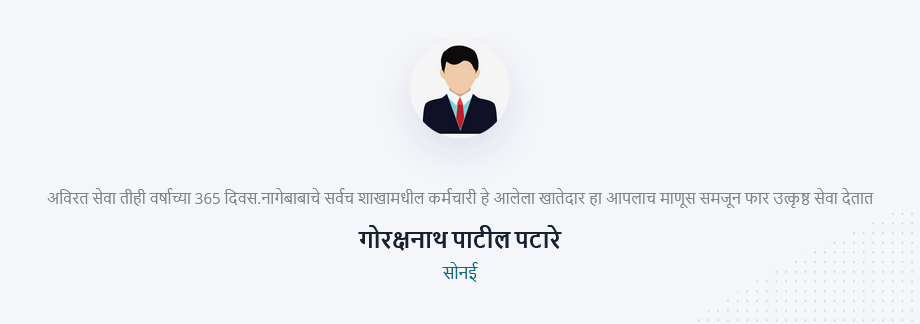 अविरत सेवा तीही वर्षाच्या 365 दिवस.नागेबाबाचे सर्वच शाखामधील कर्मचारी हे आलेला खातेदार हा आपलाच माणूस समजून फार उत्कृष्ठ सेवा देतात
गोरक्षनाथ पाटील पटारे
सोनई